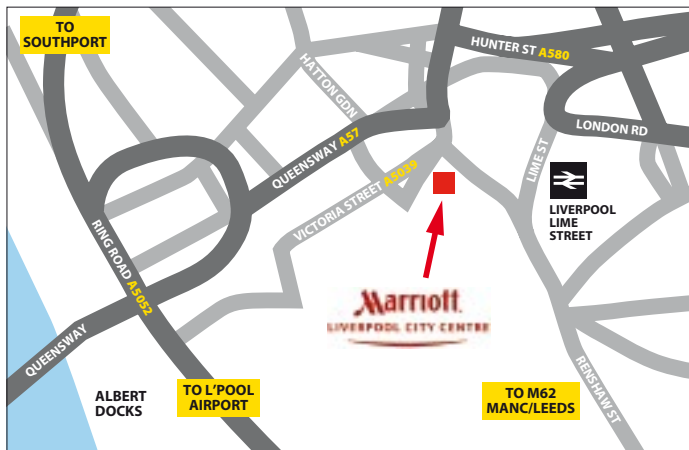 TO
SOUTHPORT
HUNTER ST A580
HATTON GDN
LONDON RD
QUEENSWAY A57
LIME ST
VICTORIA STREET A5039
LIVERPOOL
LIME
STREET
RING ROAD A5052
Marriott
LIVERPOOL CITY CENTRE
QUEENSWAY
RENSHAW ST
ALBERT
DOCKS
TO L'POOL
AIRPORT
TO M62
MANC/LEEDS